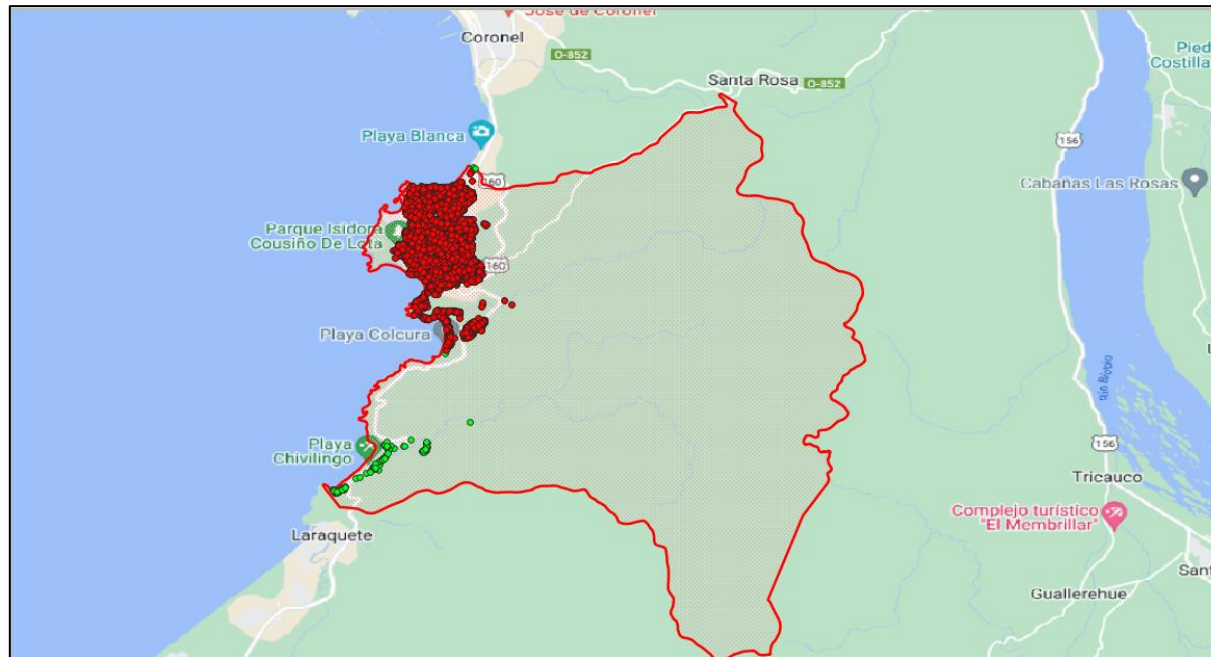 José de Coronel
Coronel
O-852
Santa Rosa
O-852
Pied
Costilla
Playa Blanca
156
160
Cabañas Las Rosas
Parque Isidora
Cousiño De Lota
160
Playa Colcura
Río Biobío
Playa
Chivilingo
156
Tricauco
Complejo turístico
"El Membrillar"
Laraquete
Sant
Guallerehue